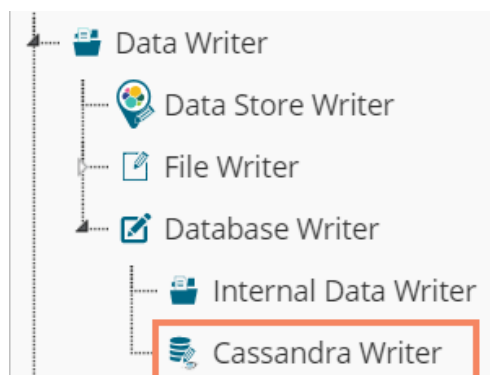 Data Writer
Data Store Writer
File Writer
Database Writer
Internal Data Writer
Cassandra Writer